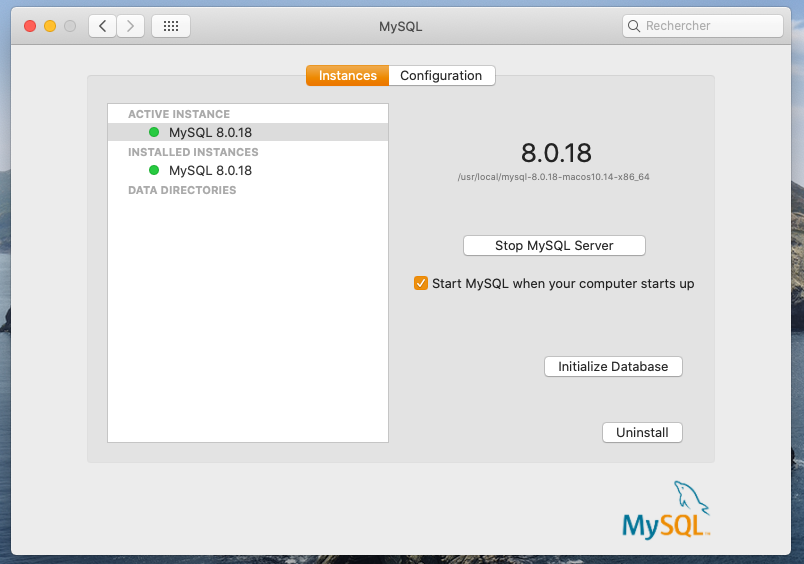 MySQL
Rechercher
Instances
Configuration
ACTIVE INSTANCE
MySQL 8.0.18
INSTALLED INSTANCES
MySQL 8.0.18
DATA DIRECTORIES
8.0.18
/usr/local/mysql-8.0.18-macos10.14-x86_64
Stop MySQL Server
Start MySQL when your computer starts up
Initialize Database
Uninstall
MySQL™